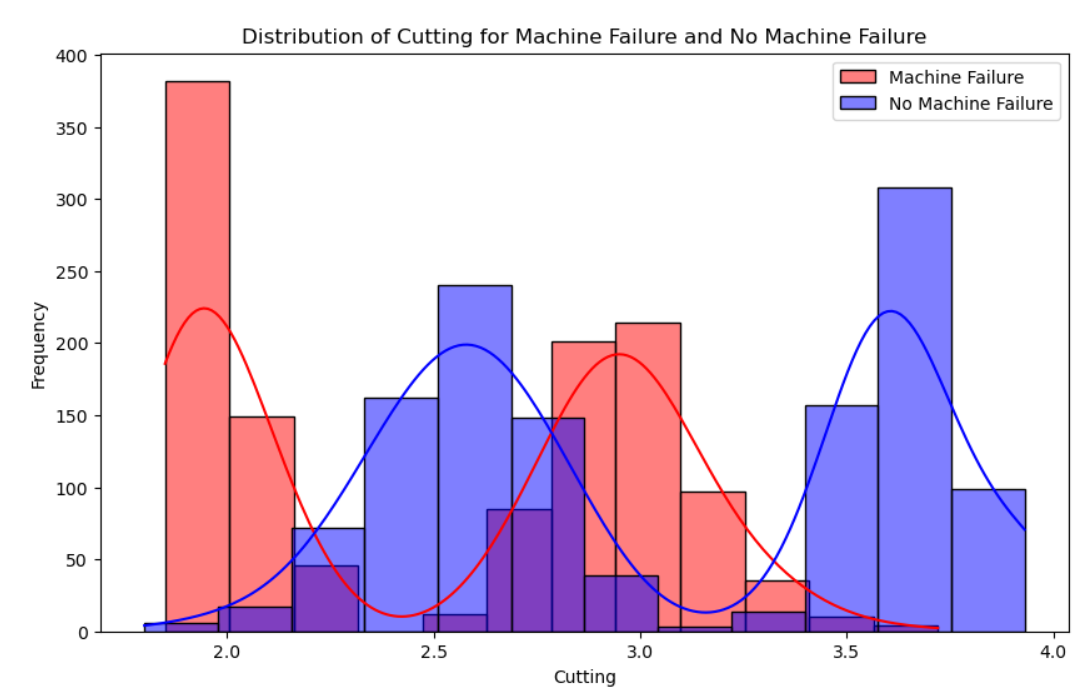 Distribution of Cutting for Machine Failure and No Machine Failure
Machine Failure
No Machine Failure
400
350
300
250
200
150
100
50
0
Frequency
2.0 2.5 3.0 3.5 4.0
Cutting